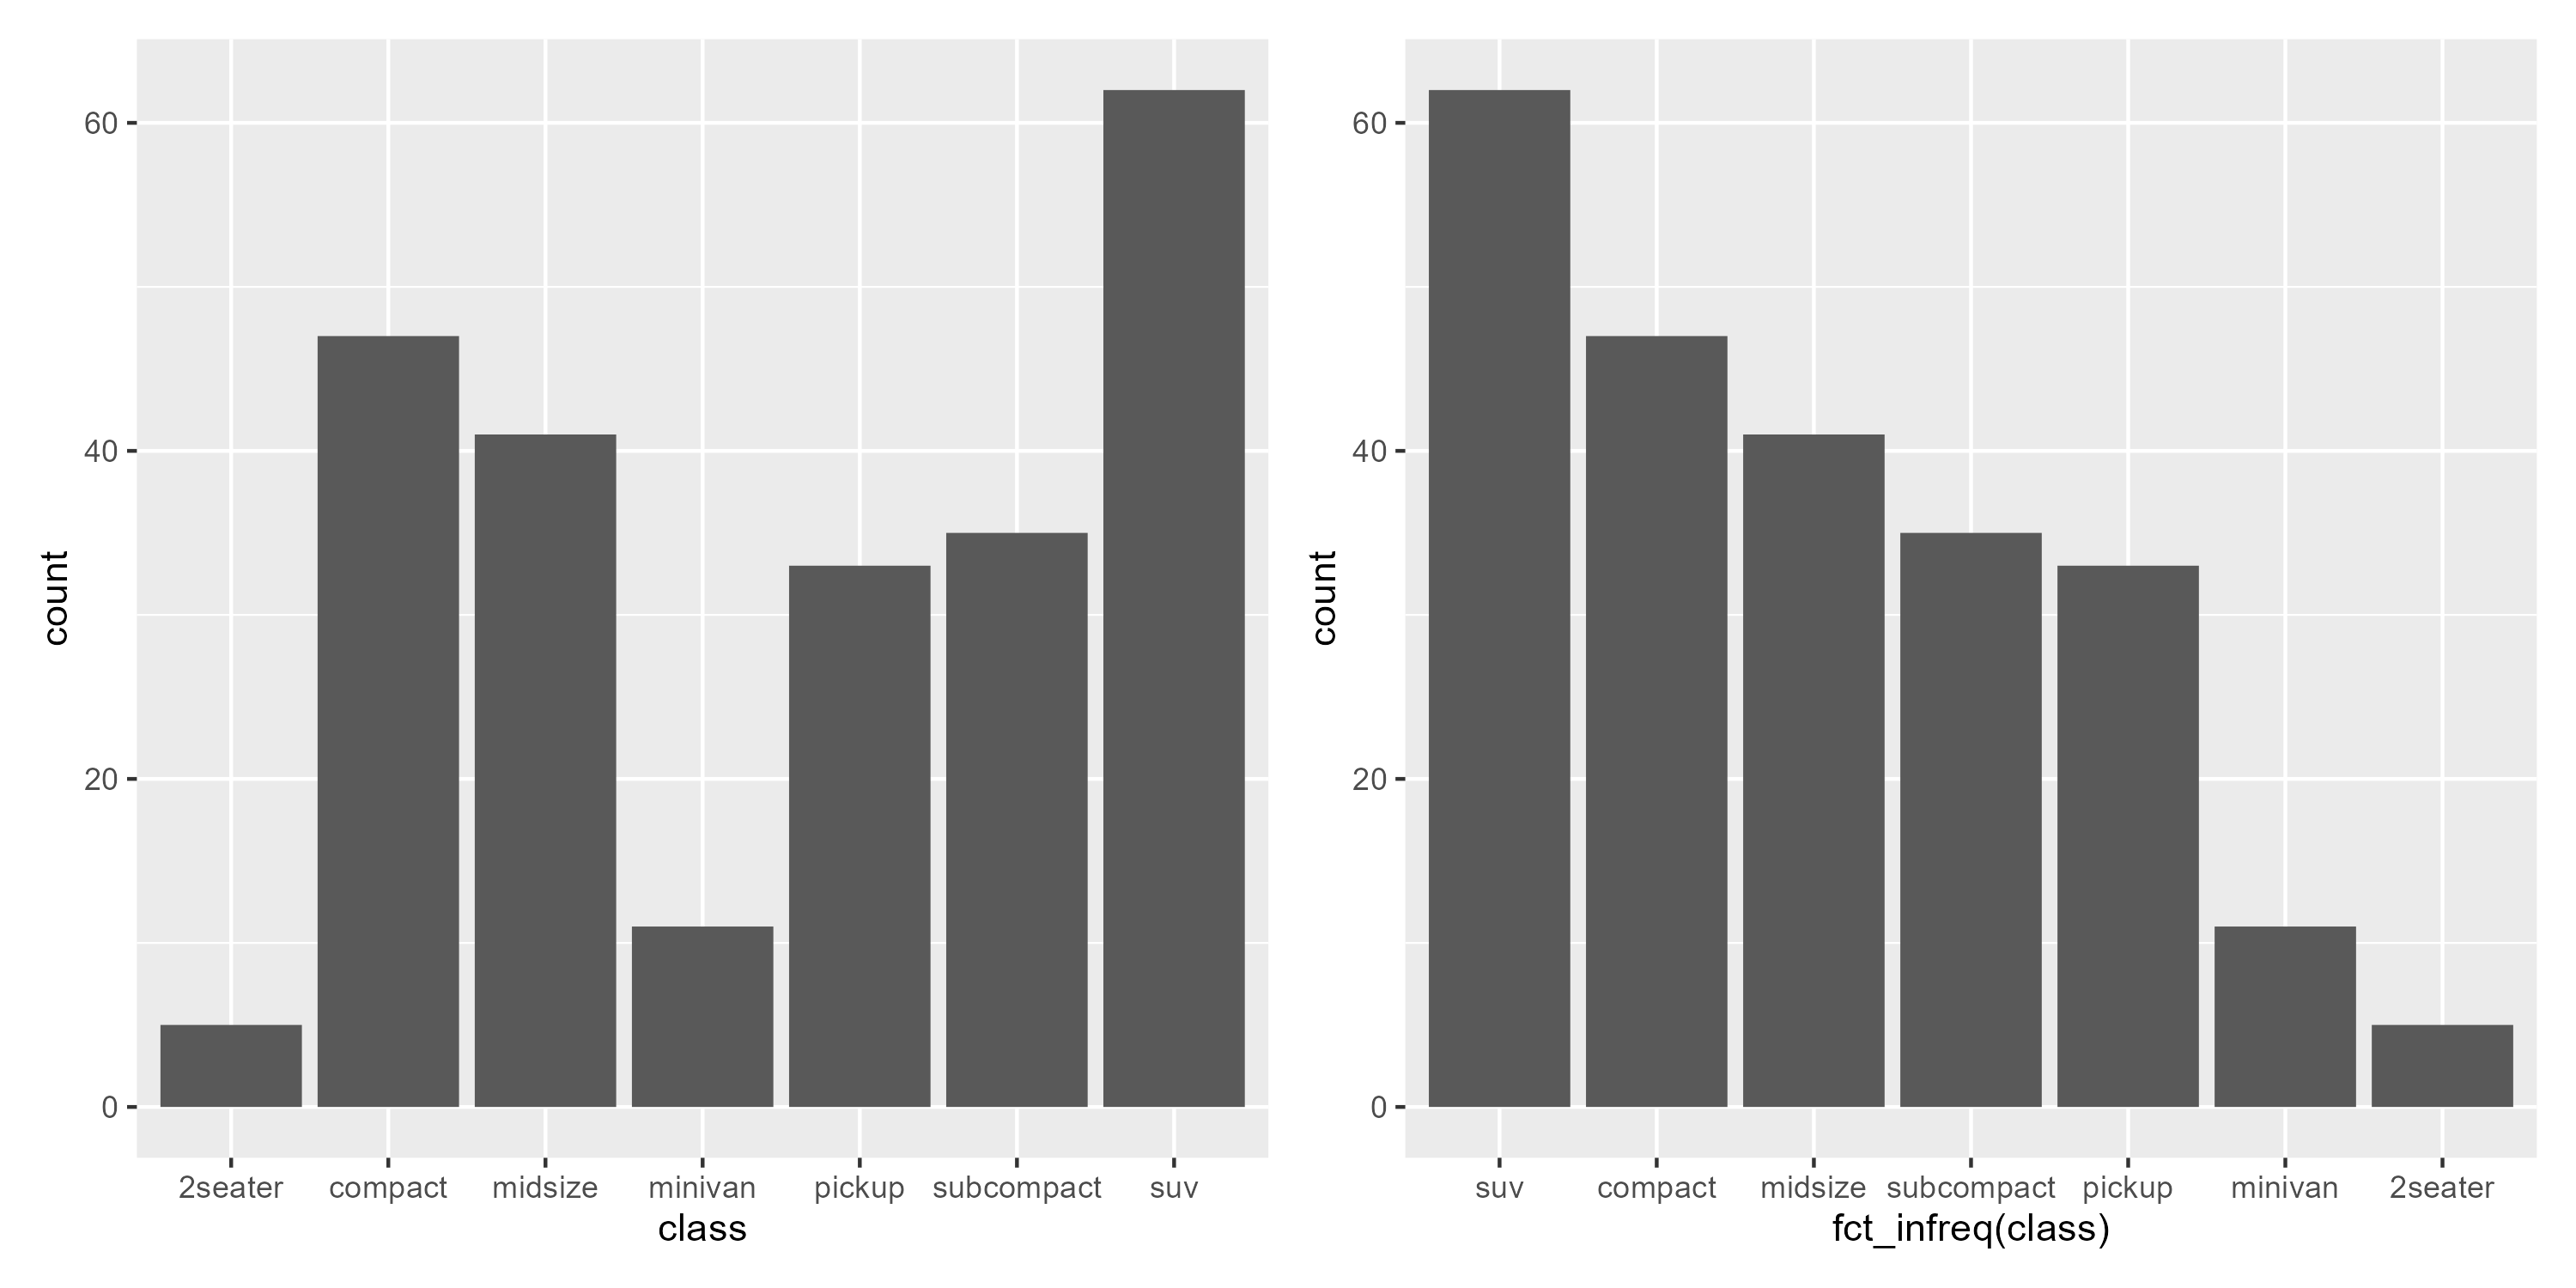 count
60
40
20
0
2seater compact midsize minivan pickup subcompact suv
class
count
60
40
20
0
suv compact midsize subcompact pickup minivan 2seater
fct_infreq(class)